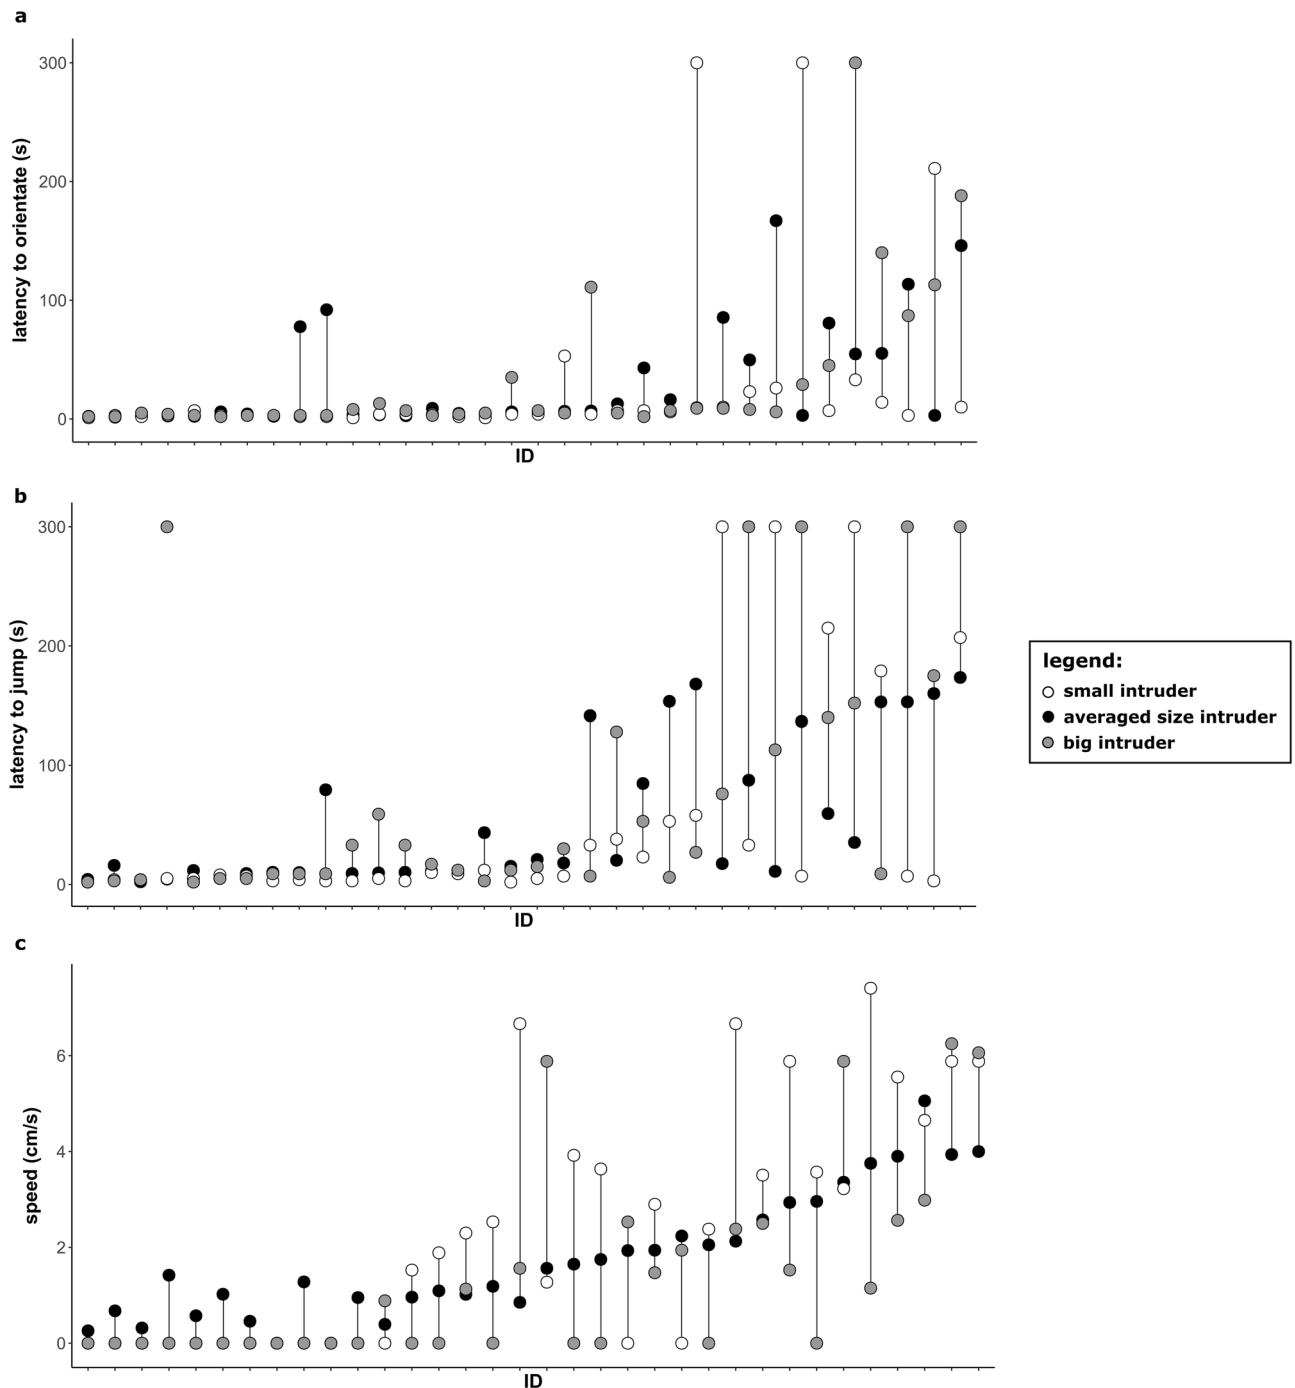 a
300
200
100
0
latency to orientate (s)
ID
b
300
200
100
0
latency to jump (s)
ID
legend:
small intruder
averaged size intruder
big intruder
c
6
4
2
0
speed (cm/s)
ID